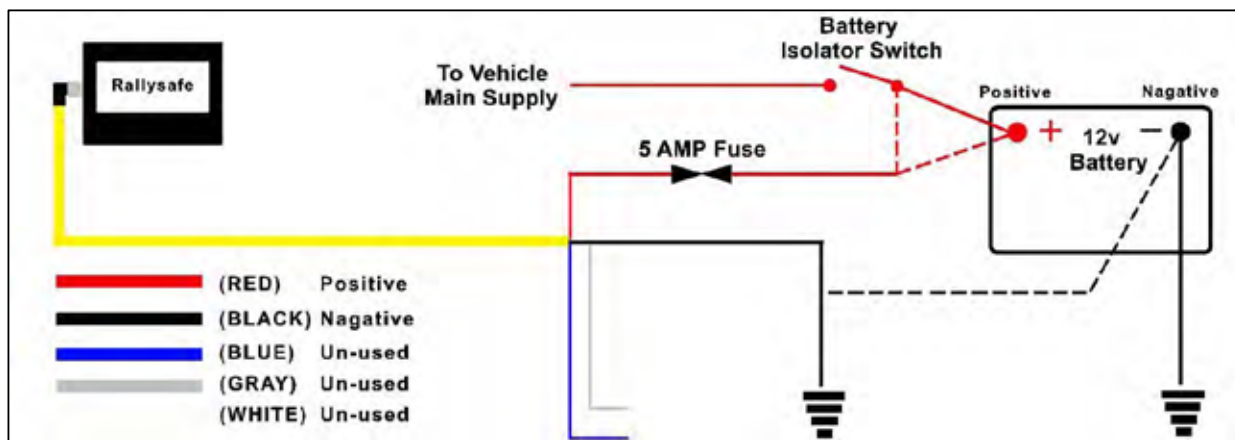 Rallysafe
To Vehicle
Main Supply
Battery
Isolator Switch
Positive
Nagative
+
−
12v
Battery
5 AMP Fuse
(RED) Positive
(BLACK) Nagative
(BLUE) Un-used
(GRAY) Un-used
(WHITE) Un-used